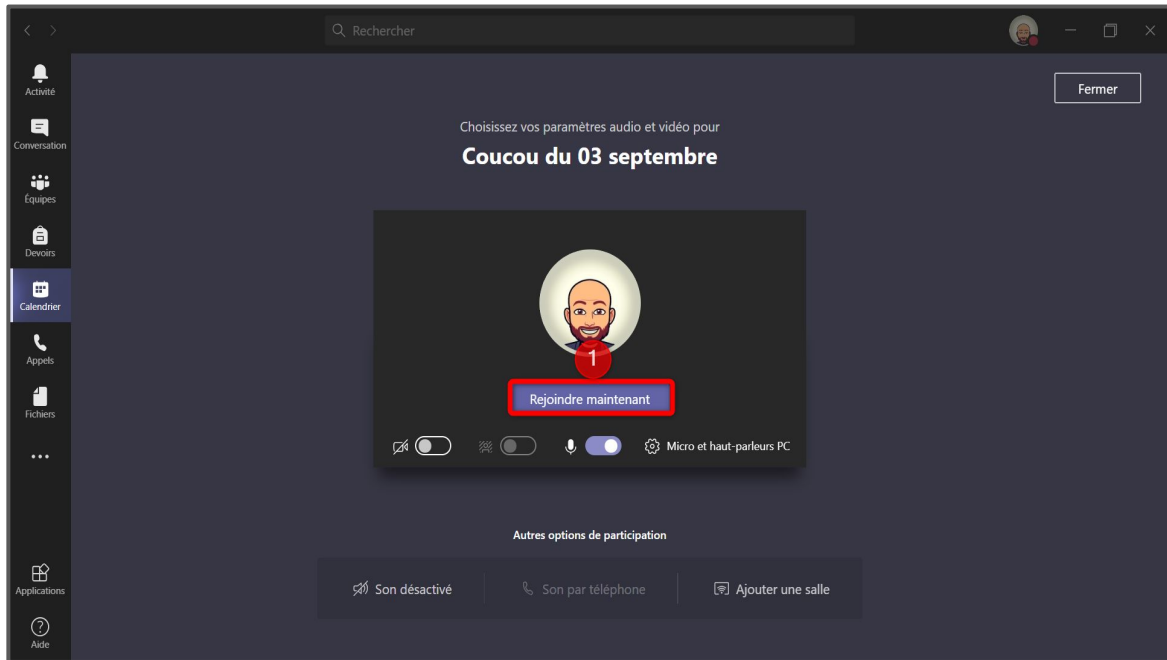 Rechercher
Activité
Conversation
Équipes
Devoirs
Calendrier
Appels
Fichiers
Applications
Aide
Fermer
Choisissez vos paramètres audio et vidéo pour
Coucou du 03 septembre
1
Rejoindre maintenant
Micro et haut-parleurs PC
Autres options de participation
Son désactivé
Son par téléphone
Ajouter une salle